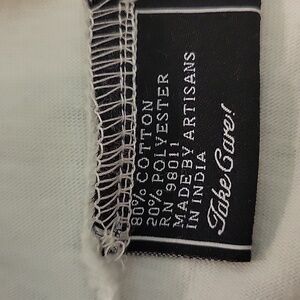 80% COTTON
20% POLYESTER
RN 98011
MADE BY ARTISANS
IN INDIA
Take Care!